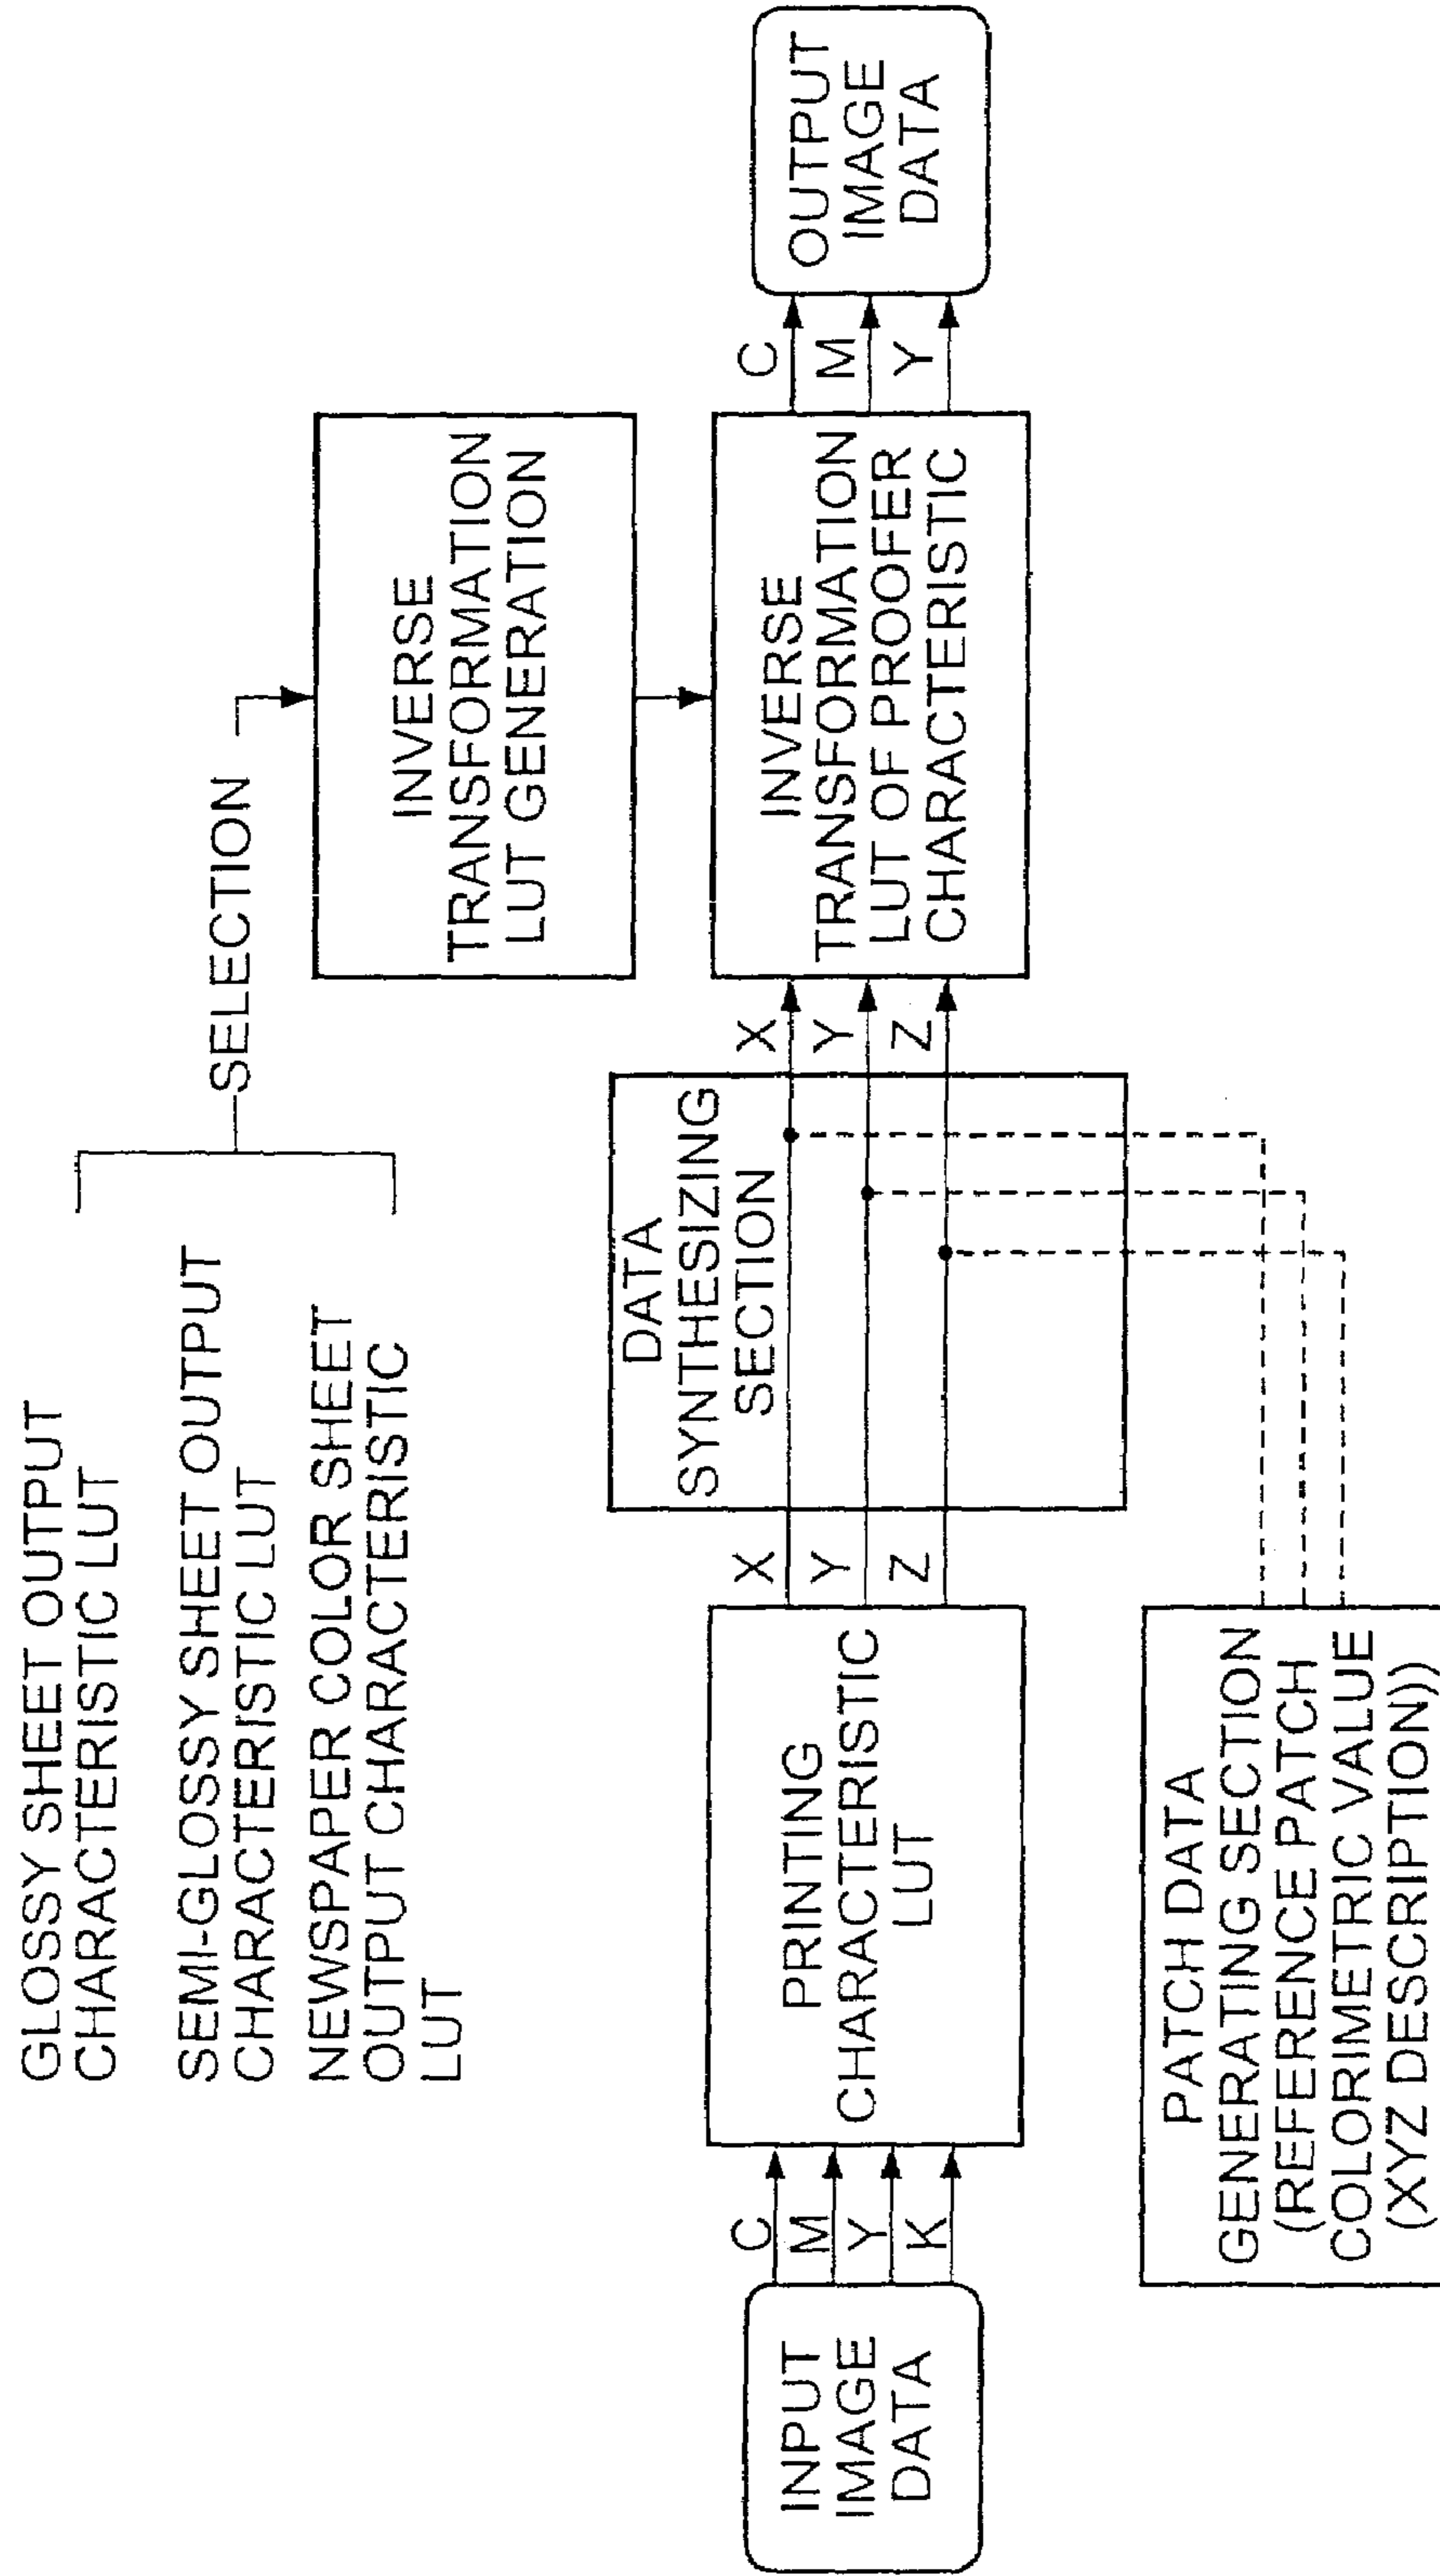 GLOSSY SHEET OUTPUT
CHARACTERISTIC LUT
SEMI-GLOSSY SHEET OUTPUT
CHARACTERISTIC LUT
NEWSPAPER COLOR SHEET
OUTPUT CHARACTERISTIC
LUT
SELECTION
INVERSE
TRANSFORMATION
LUT GENERATION
INPUT
IMAGE
DATA
C
M
Y
K
PRINTING
CHARACTERISTIC
LUT
X
Y
Z
DATA
SYNTHESIZING
SECTION
X
Y
Z
INVERSE
TRANSFORMATION
LUT OF PROOFER
CHARACTERISTIC
C
M
Y
OUTPUT
IMAGE
DATA
PATCH DATA
GENERATING SECTION
(REFERENCE PATCH
COLORIMETRIC VALUE
(XYZ DESCRIPTION))